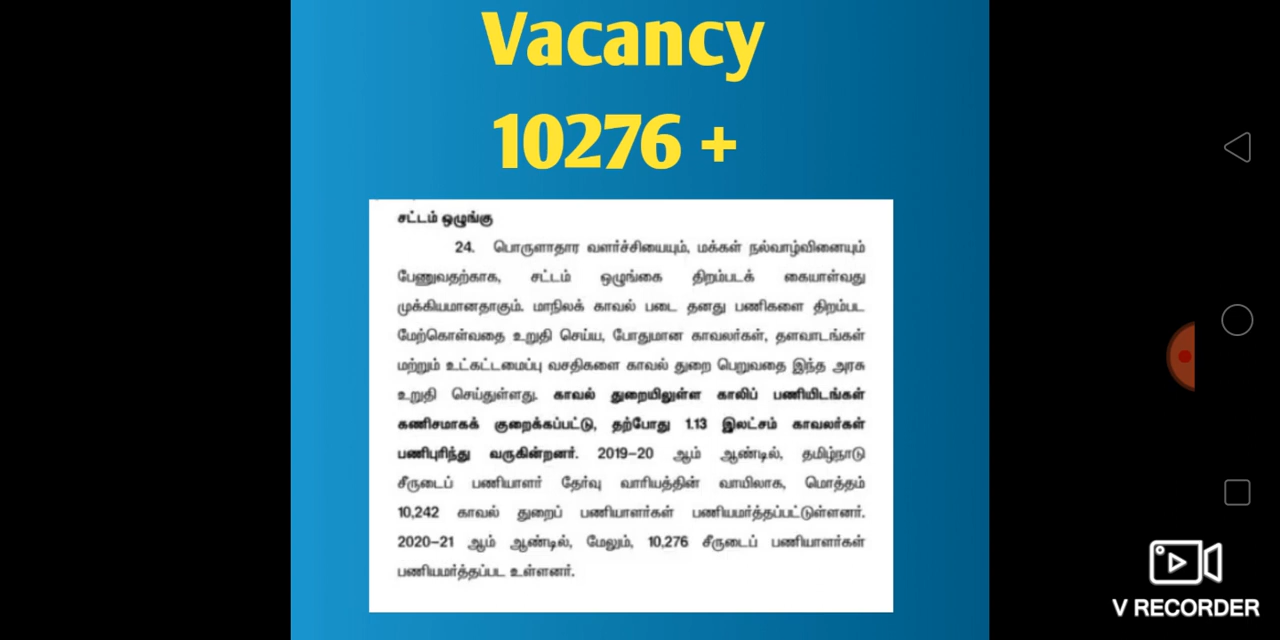 Vacancy
10276 +
சட்டம் ஒழுங்கு
24. பொருளாதார வளர்ச்சியையும், மக்கள் நல்வாழ்வினையும்
பேணுவதற்காக, சட்டம் ஒழுங்கை திறம்படக் கையாள்வது
முக்கியமானதாகும். மாநிலக் காவல் படை தனது பணிகளை திறம்பட
மேற்கொள்வதை உறுதி செய்ய, போதுமான காவலர்கள், தளவாடங்கள்
மற்றும் உட்கட்டமைப்பு வசதிகளை காவல் துறை பெறுவதை இந்த அரசு
உறுதி செய்துள்ளது. காவல் துறையிலுள்ள காலிப் பணியிடங்கள்
கணிசமாகக் குறைக்கப்பட்டு, தற்போது 1.13 இலட்சம் காவலர்கள்
பணிபுரிந்து வருகின்றனர். 2019-20 ஆம் ஆண்டில், தமிழ்நாடு
சீருடைப் பணியாளர் தேர்வு வாரியத்தின் வாயிலாக, மொத்தம்
10,242 காவல் துறைப் பணியாளர்கள் பணியமர்த்தப்பட்டுள்ளனர்.
2020-21 ஆம் ஆண்டில், மேலும், 10,276 சீருடைப் பணியாளர்கள்
பணியமர்த்தப்பட உள்ளனர்.
V RECORDER